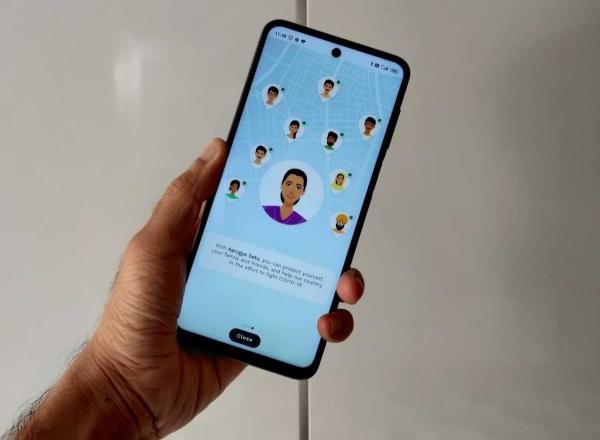 11:46
With Aarogya Setu, you can protect yourself,
your family and friends, and help our country
in the effort to fight COVID-19
Close